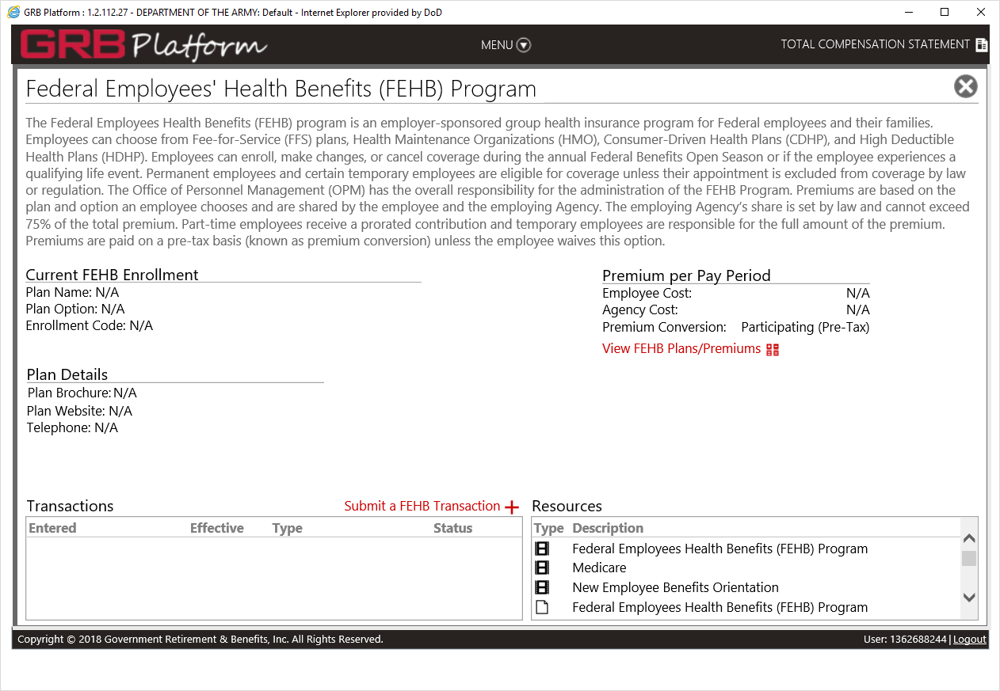 GRB Platform : 1.2.112.27 - DEPARTMENT OF THE ARMY: Default - Internet Explorer provided by DoD
GRB Platform
MENU
TOTAL COMPENSATION STATEMENT
Federal Employees' Health Benefits (FEHB) Program
The Federal Employees Health Benefits (FEHB) program is an employer-sponsored group health insurance program for Federal employees and their families.
Employees can choose from Fee-for-Service (FFS) plans, Health Maintenance Organizations (HMO), Consumer-Driven Health Plans (CDHP), and High Deductible
Health Plans (HDHP). Employees can enroll, make changes, or cancel coverage during the annual Federal Benefits Open Season or if the employee experiences a
qualifying life event. Permanent employees and certain temporary employees are eligible for coverage unless their appointment is excluded from coverage by law
or regulation. The Office of Personnel Management (OPM) has the overall responsibility for the administration of the FEHB Program. Premiums are based on the
plan and option an employee chooses and are shared by the employee and the employing Agency. The employing Agency’s share is set by law and cannot exceed
75% of the total premium. Part-time employees receive a prorated contribution and temporary employees are responsible for the full amount of the premium.
Premiums are paid on a pre-tax basis (known as premium conversion) unless the employee waives this option.
Current FEHB Enrollment
Plan Name: N/A
Plan Option: N/A
Enrollment Code: N/A
Premium per Pay Period
Employee Cost: N/A
Agency Cost: N/A
Premium Conversion: Participating (Pre-Tax)
View FEHB Plans/Premiums
Plan Details
Plan Brochure: N/A
Plan Website: N/A
Telephone: N/A
Transactions
Submit a FEHB Transaction
Entered Effective Type Status
Resources
Type Description
Federal Employees Health Benefits (FEHB) Program
Medicare
New Employee Benefits Orientation
Federal Employees Health Benefits (FEHB) Program
Copyright © 2018 Government Retirement & Benefits, Inc. All Rights Reserved.
User: 1362688244 | Logout